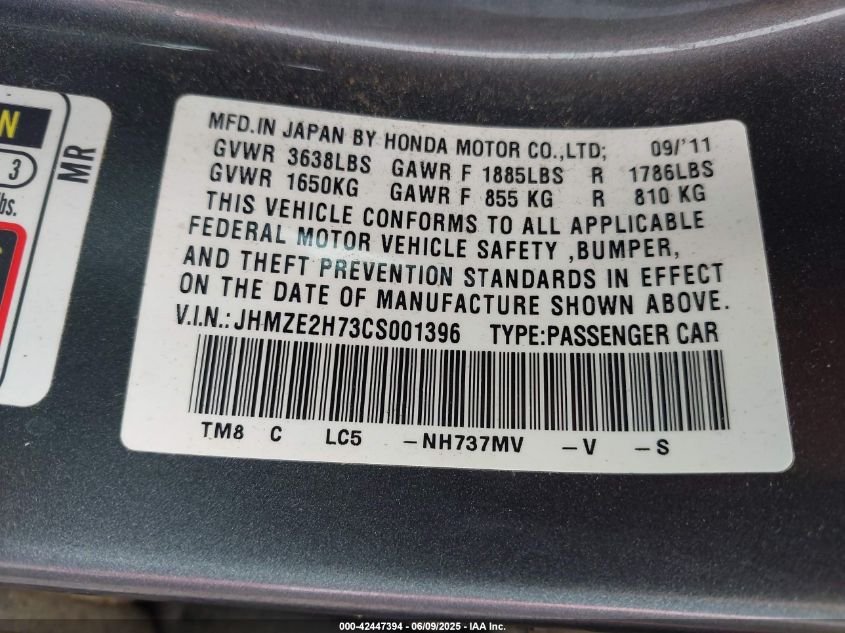 N
3
bs.
MR
MFD.IN JAPAN BY HONDA MOTOR CO.,LTD; 09/'11
GVWR 3638LBS GAWR F 1885LBS R 1786LBS
GVWR 1650KG GAWR F 855 KG R 810 KG
THIS VEHICLE CONFORMS TO ALL APPLICABLE
FEDERAL MOTOR VEHICLE SAFETY ,BUMPER,
AND THEFT PREVENTION STANDARDS IN EFFECT
ON THE DATE OF MANUFACTURE SHOWN ABOVE.
V.I.N.:JHMZE2H73CS001396 TYPE:PASSENGER CAR
TM8 C LC5 -NH737MV -V -S
000-42447394 | 06/09/2025 - IAA Inc.